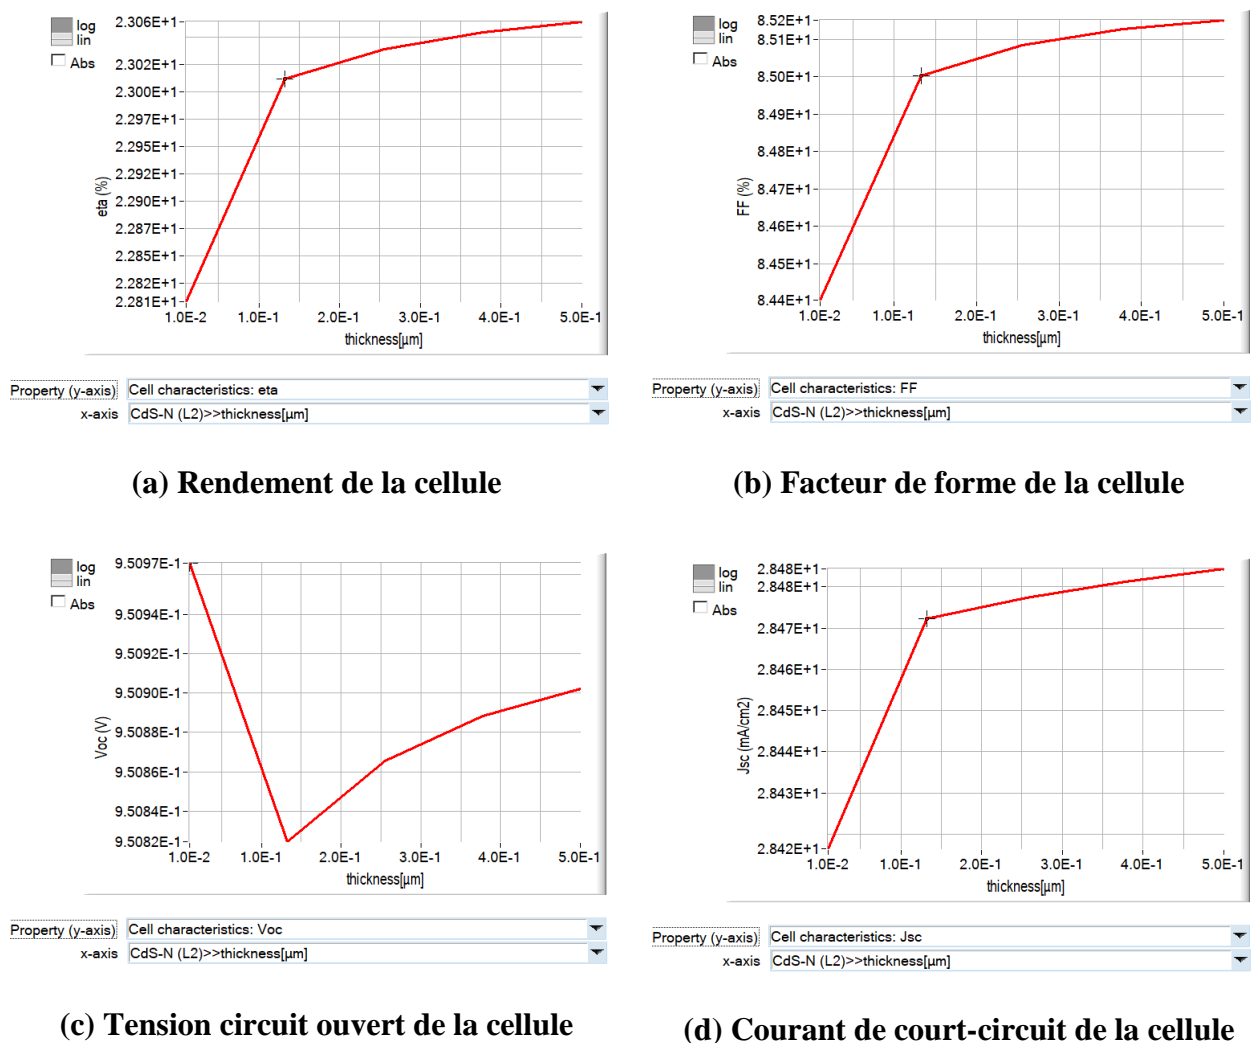 log
lin
Abs
2.306E+1
2.302E+1
2.300E+1
2.297E+1
2.295E+1
2.292E+1
2.290E+1
2.287E+1
2.285E+1
2.282E+1
2.281E+1
eta (%)
1.0E-2 1.0E-1 2.0E-1 3.0E-1 4.0E-1 5.0E-1
thickness[µm]
Property (y-axis) Cell characteristics: eta
x-axis CdS-N (L2)>>thickness[µm]
(a) Rendement de la cellule
log
lin
Abs
8.52E+1
8.51E+1
8.50E+1
8.49E+1
8.48E+1
8.47E+1
8.46E+1
8.45E+1
8.44E+1
FF (%)
1.0E-2 1.0E-1 2.0E-1 3.0E-1 4.0E-1 5.0E-1
thickness[µm]
Property (y-axis) Cell characteristics: FF
x-axis CdS-N (L2)>>thickness[µm]
(b) Facteur de forme de la cellule
log
lin
Abs
9.5097E-1
9.5094E-1
9.5092E-1
9.5090E-1
9.5088E-1
9.5086E-1
9.5084E-1
9.5082E-1
Voc (V)
1.0E-2 1.0E-1 2.0E-1 3.0E-1 4.0E-1 5.0E-1
thickness[µm]
Property (y-axis) Cell characteristics: Voc
x-axis CdS-N (L2)>>thickness[µm]
(c) Tension circuit ouvert de la cellule
log
lin
Abs
2.848E+1
2.848E+1
2.847E+1
2.846E+1
2.845E+1
2.844E+1
2.843E+1
2.842E+1
Jsc (mA/cm2)
1.0E-2 1.0E-1 2.0E-1 3.0E-1 4.0E-1 5.0E-1
thickness[µm]
Property (y-axis) Cell characteristics: Jsc
x-axis CdS-N (L2)>>thickness[µm]
(d) Courant de court-circuit de la cellule